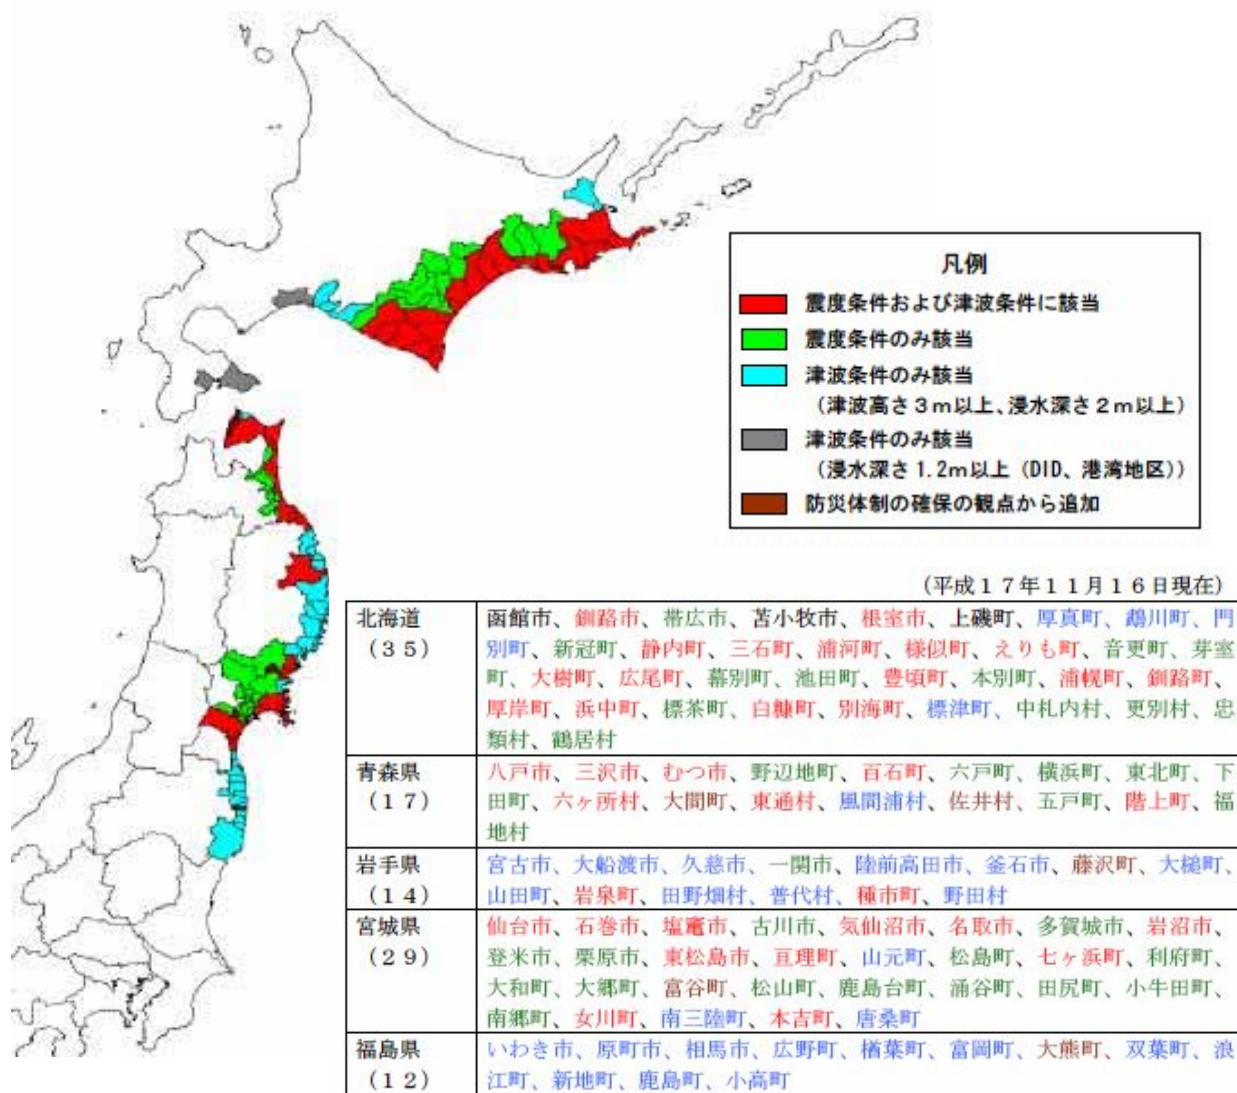 凡例
震度条件および津波条件に該当
震度条件のみ該当
津波条件のみ該当
（津波高さ３ｍ以上、浸水深さ２ｍ以上）
津波条件のみ該当
（浸水深さ1.2m以上（DID、港湾地区））
防災体制の確保の観点から追加
（平成１７年１１月１６日現在）
北海道
（３５）
函館市、釧路市、帯広市、苫小牧市、根室市、上磯町、厚真町、鵡川町、門
別町、新冠町、静内町、三石町、浦河町、様似町、えりも町、音更町、芽室
町、大樹町、広尾町、幕別町、池田町、豊頃町、本別町、浦幌町、釧路町、
厚岸町、浜中町、標茶町、白糠町、別海町、標津町、中札内村、更別村、忠
類村、鶴居村
青森県
（１７）
八戸市、三沢市、むつ市、野辺地町、百石町、六戸町、横浜町、東北町、下
田町、六ヶ所村、大間町、東通村、風間浦村、佐井村、五戸町、階上町、福
地村
岩手県
（１４）
宮古市、大船渡市、久慈市、一関市、陸前高田市、釜石市、藤沢町、大槌町、
山田町、岩泉町、田野畑村、普代村、種市町、野田村
宮城県
（２９）
仙台市、石巻市、塩竈市、古川市、気仙沼市、名取市、多賀城市、岩沼市、
登米市、栗原市、東松島市、亘理町、山元町、松島町、七ヶ浜町、利府町、
大和町、大郷町、富谷町、松山町、鹿島台町、涌谷町、田尻町、小牛田町、
南郷町、女川町、南三陸町、本吉町、唐桑町
福島県
（１２）
いわき市、原町市、相馬市、広野町、楢葉町、富岡町、大熊町、双葉町、浪
江町、新地町、鹿島町、小高町